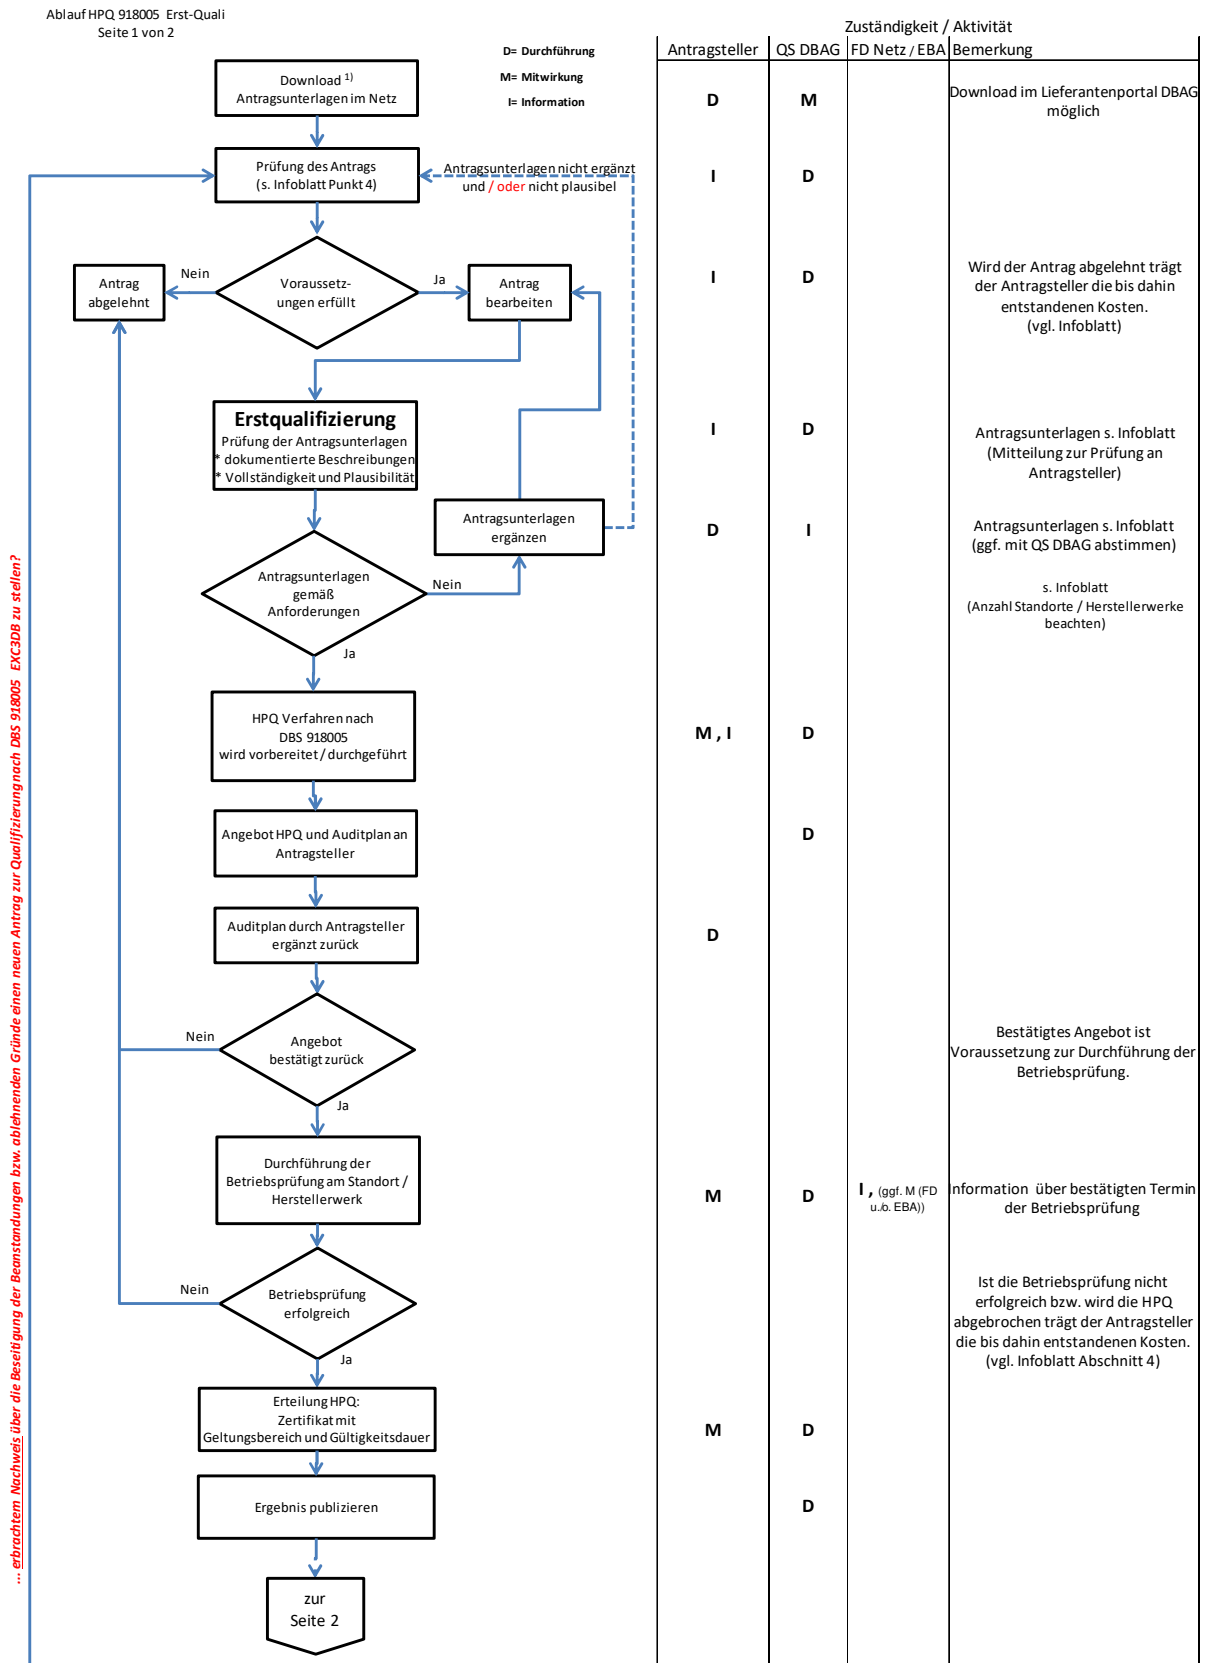 Ablauf HPQ 918005 Erst-Quali
Seite 1 von 2
D= Durchführung
M= Mitwirkung
I= Information
Zuständigkeit / Aktivität
Antragsteller
QS DBAG
FD Netz / EBA
Bemerkung
Download 1)
Antragsunterlagen im Netz
D
M
Download im Lieferantenportal DBAG
möglich
Prüfung des Antrags
(s. Infoblatt Punkt 4)
Antragsunterlagen nicht ergänzt
und / oder nicht plausibel
I
D
Antrag
abgelehnt
Nein
Voraussetz-
ungen erfüllt
Ja
Antrag
bearbeiten
I
D
Wird der Antrag abgelehnt trägt
der Antragsteller die bis dahin
entstandenen Kosten.
(vgl. Infoblatt)
Erstqualifizierung
Prüfung der Antragsunterlagen
* dokumentierte Beschreibungen
* Vollständigkeit und Plausibilität
I
D
Antragsunterlagen s. Infoblatt
(Mitteilung zur Prüfung an
Antragsteller)
Antragsunterlagen
ergänzen
D
I
Antragsunterlagen s. Infoblatt
(ggf. mit QS DBAG abstimmen)
Antragsunterlagen
gemäß
Anforderungen
Nein
Ja
s. Infoblatt
(Anzahl Standorte / Herstellerwerke
beachten)
HPQ Verfahren nach
DBS 918005
wird vorbereitet / durchgeführt
M , I
D
Angebot HPQ und Auditplan an
Antragsteller
D
Auditplan durch Antragsteller
ergänzt zurück
D
Nein
Angebot
bestätigt zurück
Ja
Bestätigtes Angebot ist
Voraussetzung zur Durchführung der
Betriebsprüfung.
Durchführung der
Betriebsprüfung am Standort /
Herstellerwerk
M
D
I , (ggf. M (FD
u./o. EBA))
Information über bestätigten Termin
der Betriebsprüfung
Nein
Betriebsprüfung
erfolgreich
Ja
Ist die Betriebsprüfung nicht
erfolgreich bzw. wird die HPQ
abgebrochen trägt der Antragsteller
die bis dahin entstandenen Kosten.
(vgl. Infoblatt Abschnitt 4)
Erteilung HPQ:
Zertifikat mit
Geltungsbereich und Gültigkeitsdauer
M
D
Ergebnis publizieren
D
zur
Seite 2
... erbrachtem Nachweis über die Beseitigung der Beanstandungen bzw. ablehnenden Gründe einen neuen Antrag zur Qualifizierung nach DBS 918005 EXC3DB zu stellen?